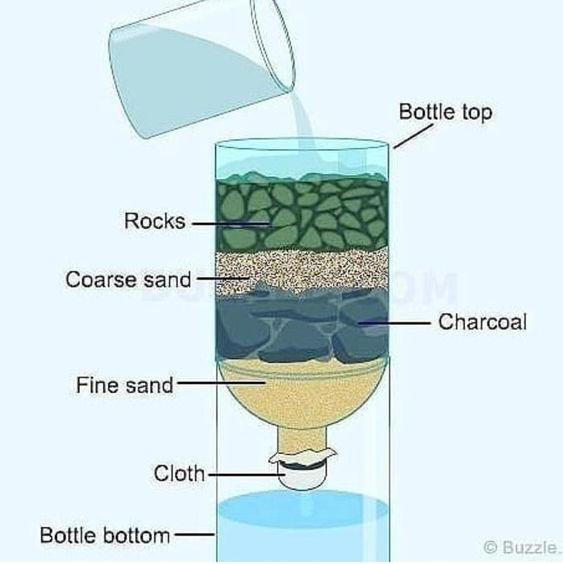 Bottle top
Rocks
Coarse sand
Charcoal
Fine sand
Cloth
Bottle bottom
© Buzzle.